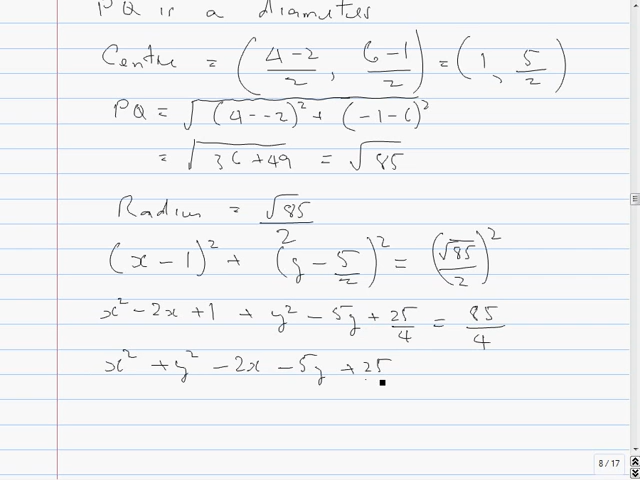 PQ is a diameter
Centre = (4-2/2, 6-1/2) = (1, 5/2)
PQ = √((4--2)² + (-1-6)²)
= √(36+49) = √85
Radius = √85/2
(x-1)² + (y-5/2)² = (√85/2)²
x² - 2x + 1 + y² - 5y + 25/4 = 85/4
x² + y² - 2x - 5y + 25
8 / 17